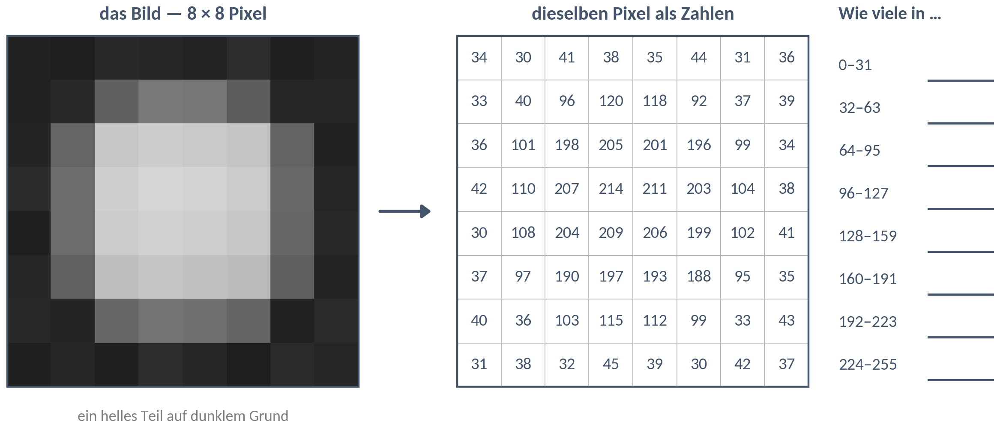 das Bild — 8 × 8 Pixel
dieselben Pixel als Zahlen
Wie viele in ...
34 30 41 38 35 44 31 36
33 40 96 120 118 92 37 39
36 101 198 205 201 196 99 34
42 110 207 214 211 203 104 38
30 108 204 209 206 199 102 41
37 97 190 197 193 188 95 35
40 36 103 115 112 99 33 43
31 38 32 45 39 30 42 37
0–31
32–63
64–95
96–127
128–159
160–191
192–223
224–255
ein helles Teil auf dunklem Grund